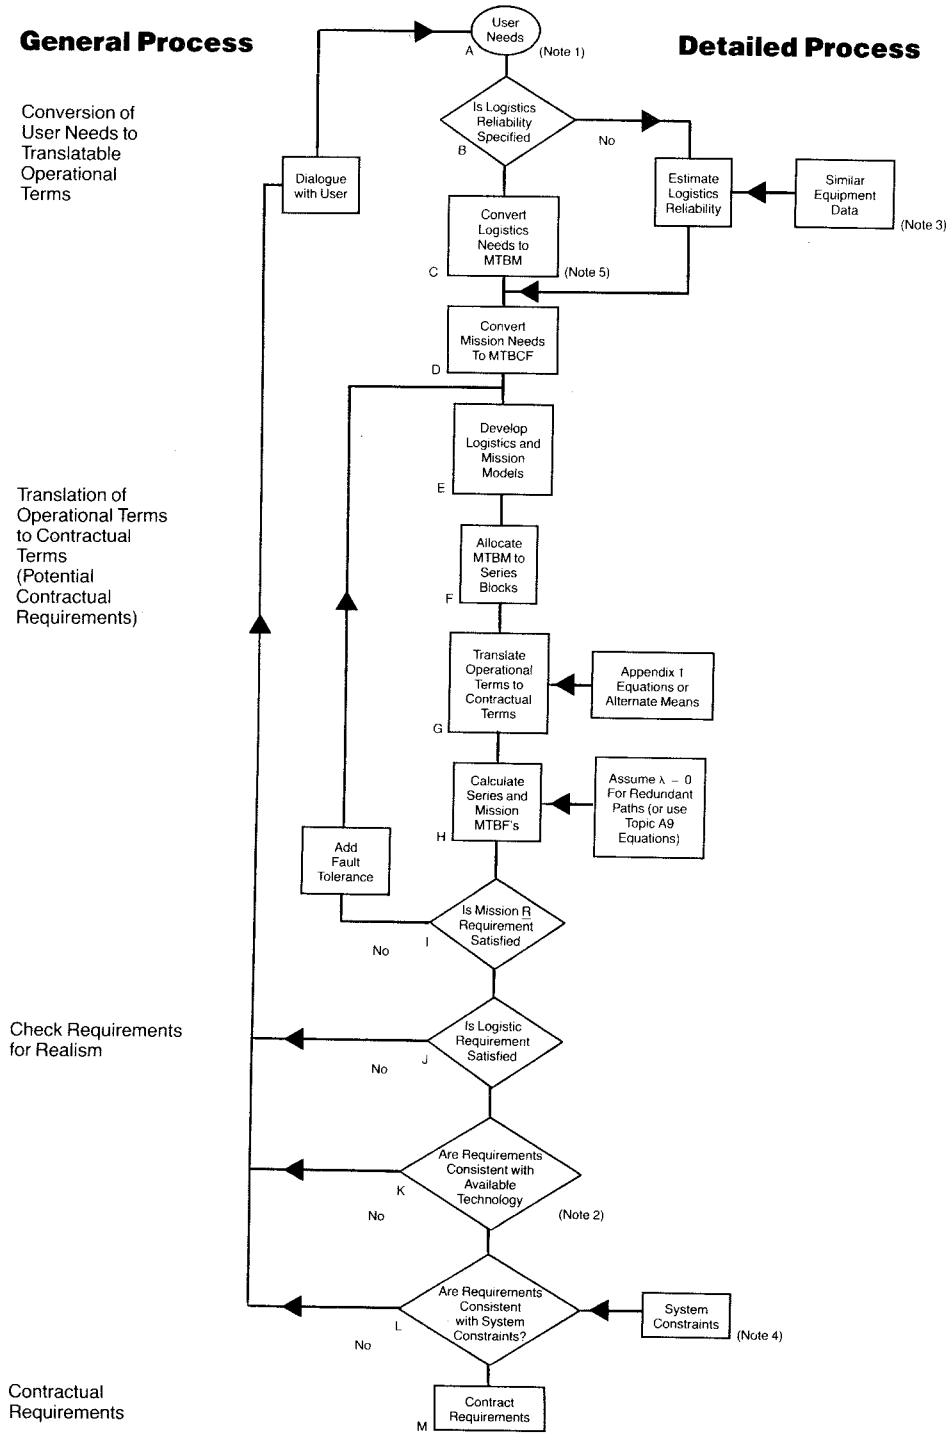 General Process
Detailed Process
User
Needs
A
(Note 1)
Conversion of
User Needs to
Translatable
Operational
Terms
Is Logistics
Reliability
Specified
B
No
Dialogue
with User
Estimate
Logistics
Reliability
Similar
Equipment
Data
(Note 3)
Convert
Logistics
Needs to
MTBM
C
(Note 5)
Convert
Mission Needs
To MTBCF
D
Develop
Logistics and
Mission
Models
E
Translation of
Operational Terms
to Contractual
Terms
(Potential
Contractual
Requirements)
Allocate
MTBM to
Series
Blocks
F
Translate
Operational
Terms to
Contractual
Terms
G
Appendix 1
Equations or
Alternate Means
Calculate
Series and
Mission
MTBF's
H
Assume λ – 0
For Redundant
Paths (or use
Topic A9
Equations)
Add
Fault
Tolerance
Is Mission R
Requirement
Satisfied
I
No
Check Requirements
for Realism
Is Logistic
Requirement
Satisfied
J
No
Are Requirements
Consistent with
Available
Technology
K
No
(Note 2)
Are Requirements
Consistent
with System
Constraints?
L
No
System
Constraints
(Note 4)
Contractual
Requirements
Contract
Requirements
M